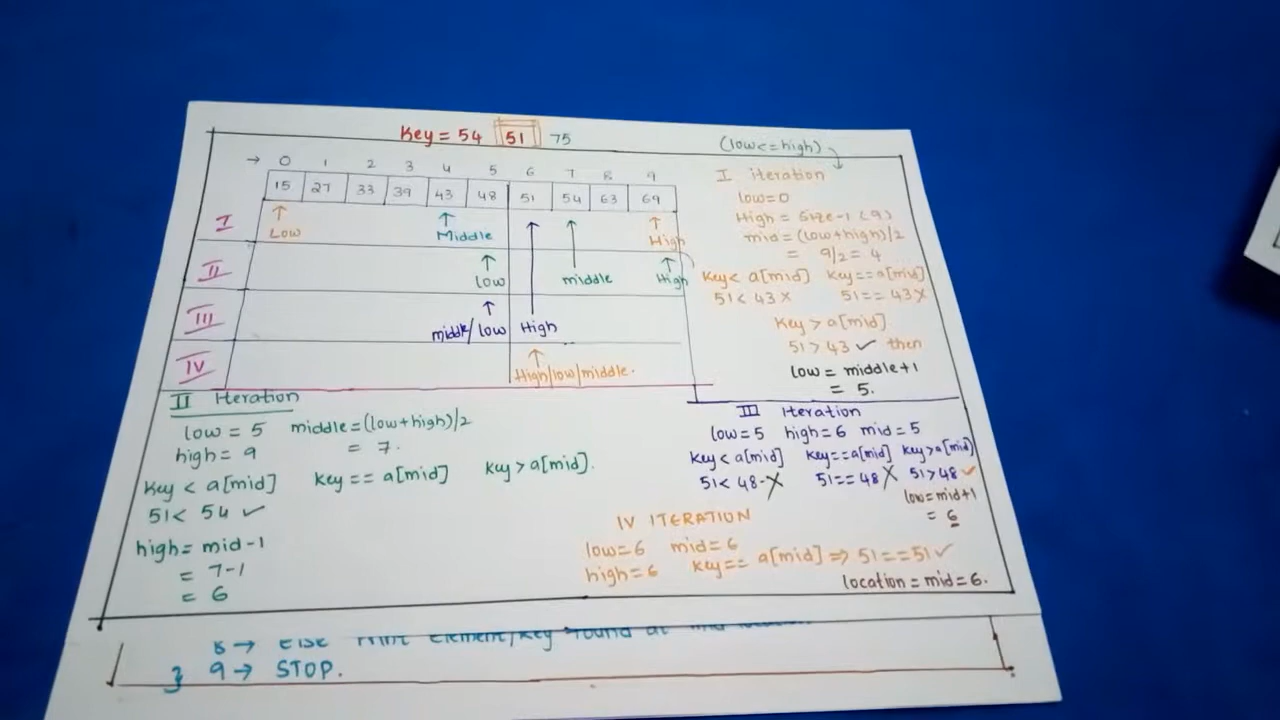 Key = 54 51 75
(low<=high)
→ 0 1 2 3 4 5 6 7 8 9
15 27 33 39 43 48 51 54 63 69
I
↑ Low ↑ Middle ↑ High
II
↑ low middle ↑ High
III
↑ middle/low High
IV
↑ High/low/middle.
I iteration
low=0
High = size-1 (9)
mid = (low+high)/2
= 9/2 = 4
Key< a[mid] Key==a[mid]
51 < 43 X 51 == 43 X
Key > a[mid]
51 > 43 ✓ then
low = middle+1
= 5.
II Iteration
low = 5 middle=(low+high)/2
high = 9 = 7.
Key < a[mid] Key == a[mid] Key > a[mid].
51 < 54 ✓
high = mid-1
= 7-1
= 6
III Iteration
low=5 high=6 mid=5
Key < a[mid] Key==a[mid] Key>a[mid]
51 < 48 - X 51 == 48 X 51 > 48 ✓
low=mid+1
= 6
IV ITERATION
low=6 mid=6
high=6 Key== a[mid] ⇒ 51==51 ✓
location = mid = 6.
8 → Else Print Element/Key found at
} 9 → STOP.